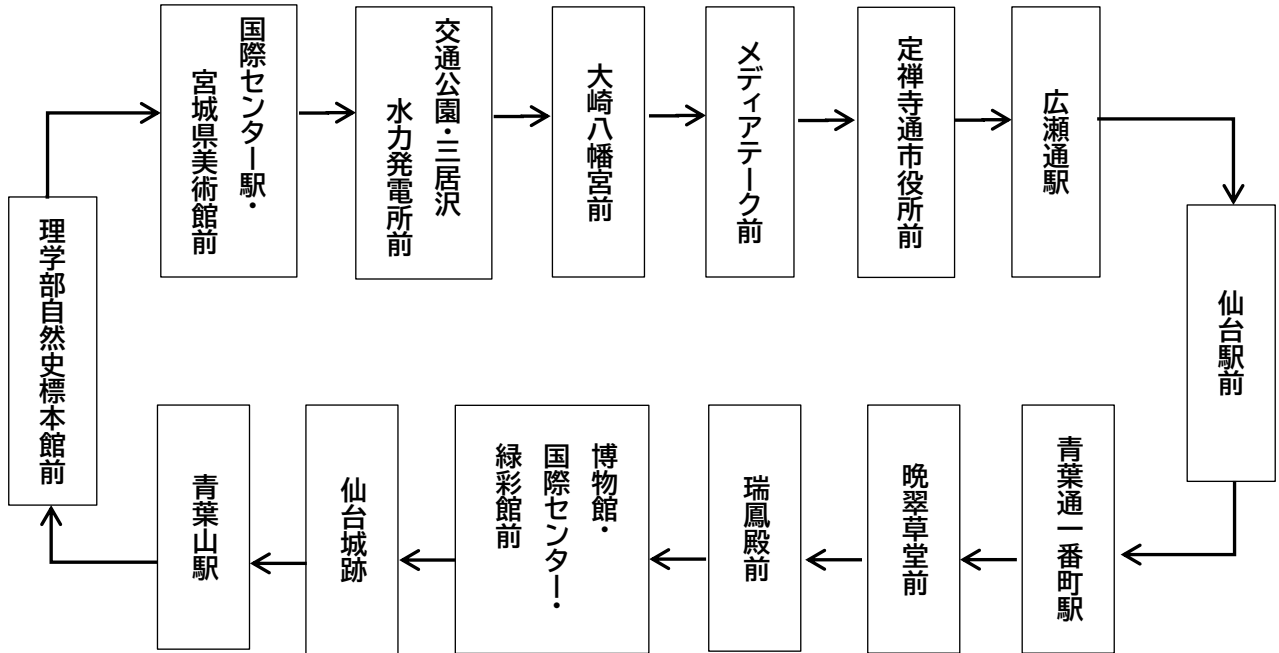 国際センター駅・
宮城県美術館前
交通公園・三居沢
水力発電所前
大崎八幡宮前
メディアテーク前
定禅寺通市役所前
広瀬通駅
仙台駅前
青葉通一番町駅
晩翠草堂前
瑞鳳殿前
博物館・
国際センター・
緑彩館前
仙台城跡
青葉山駅
理学部自然史標本館前